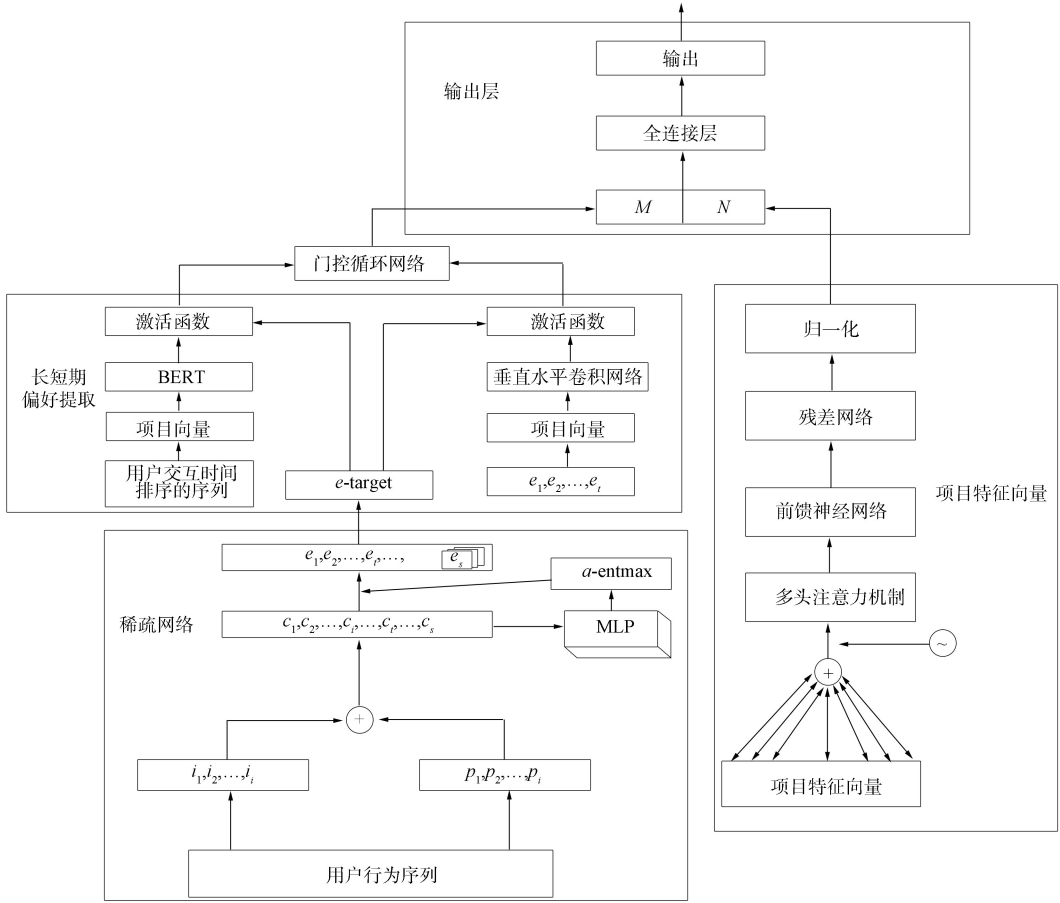 输出
输出层
全连接层
M N
门控循环网络
激活函数
激活函数
归一化
长短期
偏好提取
BERT
垂直水平卷积网络
项目向量
项目向量
残差网络
用户交互时间
排序的序列
e-target
e₁,e₂,…,eₜ
项目特征向量
前馈神经网络
e₁,e₂,…,eₜ,…, eₛ
a-entmax
多头注意力机制
稀疏网络
c₁,c₂,…,cᵢ,…,cₜ,…,cₛ
MLP
~
+
+
i₁,i₂,…,iᵢ
p₁,p₂,…,pᵢ
项目特征向量
用户行为序列